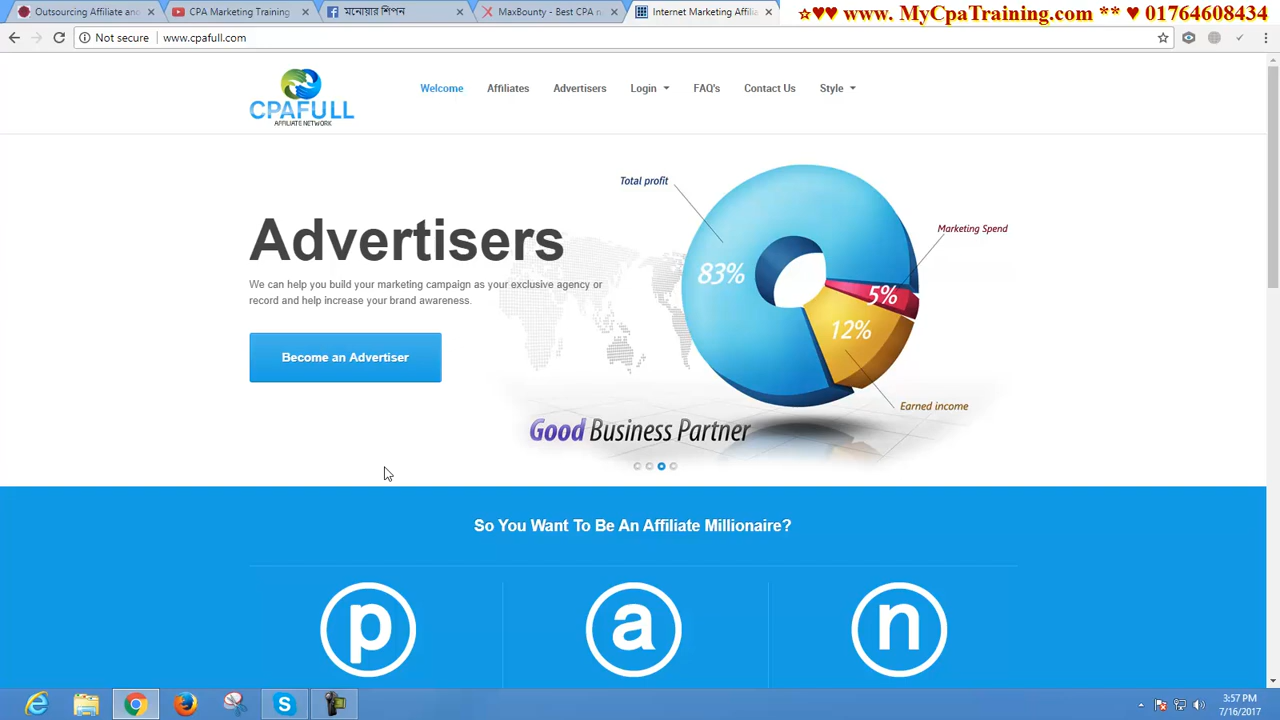 Outsourcing Affiliate and
CPA Marketing Training
মনোয়ার শিপন
MaxBounty - Best CPA n
Internet Marketing Affilia
☆♥♥ www. MyCpaTraining.com ** ♥ 01764608434
Not secure
www.cpafull.com
CPAFULL
AFFILIATE NETWORK
Welcome
Affiliates
Advertisers
Login
FAQ's
Contact Us
Style
Total profit
Marketing Spend
Advertisers
We can help you build your marketing campaign as your exclusive agency or
record and help increase your brand awareness.
83%
5%
12%
Become an Advertiser
Earned income
Good Business Partner
So You Want To Be An Affiliate Millionaire?
p
a
n
3:57 PM
7/16/2017